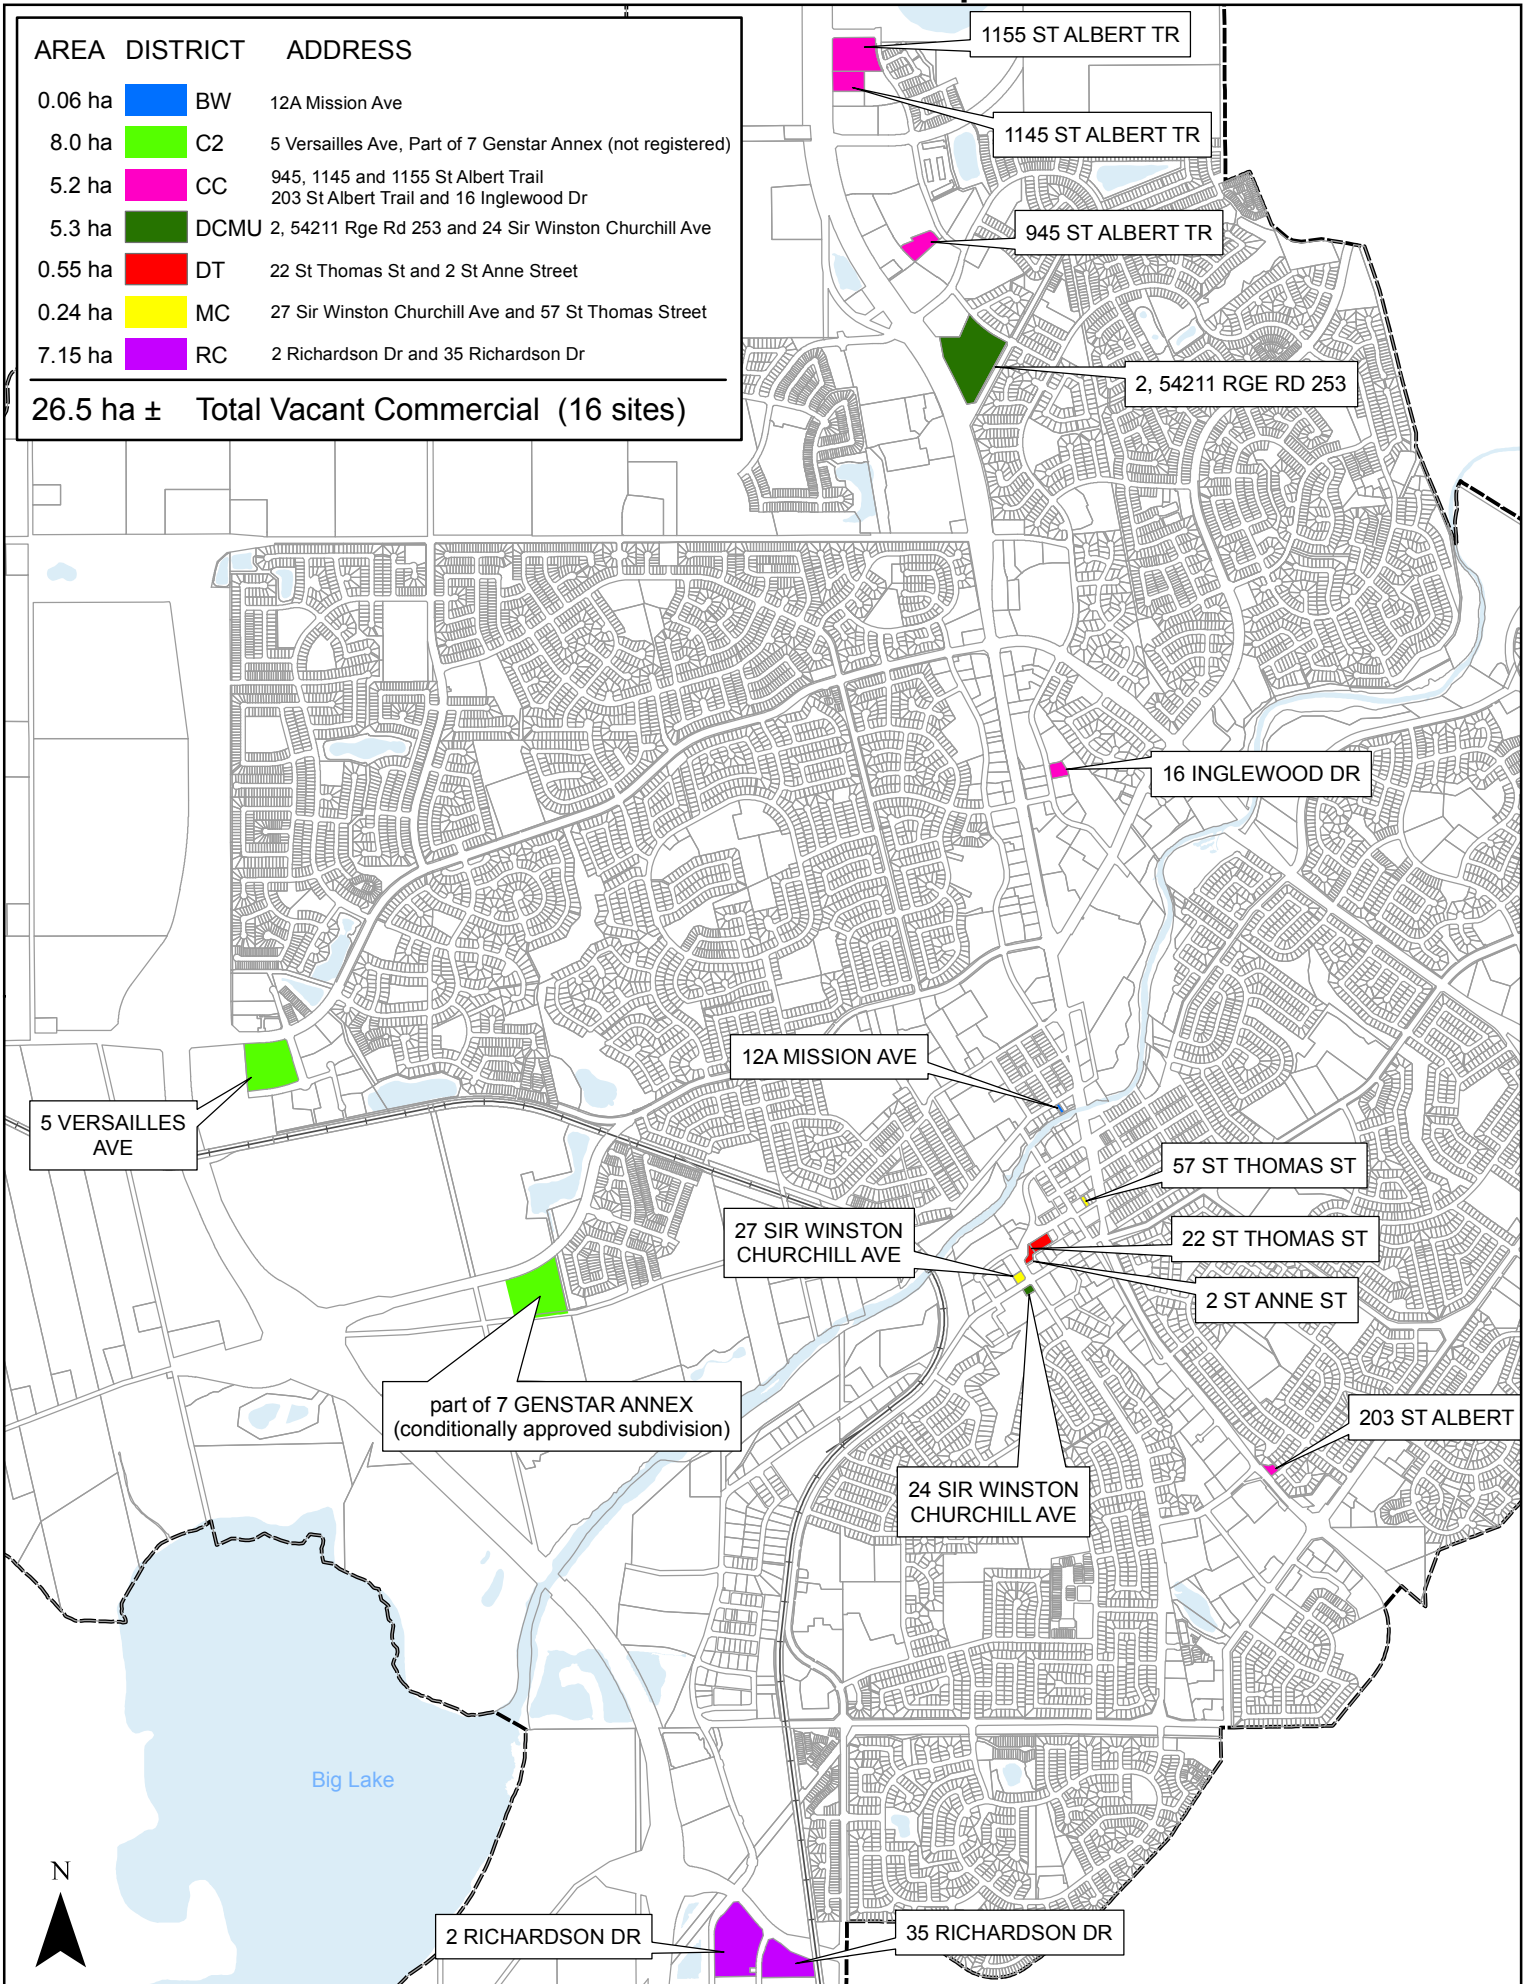 AREA DISTRICT ADDRESS
0.06 ha BW 12A Mission Ave
8.0 ha C2 5 Versailles Ave, Part of 7 Genstar Annex (not registered)
5.2 ha CC 945, 1145 and 1155 St Albert Trail
203 St Albert Trail and 16 Inglewood Dr
5.3 ha DCMU 2, 54211 Rge Rd 253 and 24 Sir Winston Churchill Ave
0.55 ha DT 22 St Thomas St and 2 St Anne Street
0.24 ha MC 27 Sir Winston Churchill Ave and 57 St Thomas Street
7.15 ha RC 2 Richardson Dr and 35 Richardson Dr
26.5 ha ± Total Vacant Commercial (16 sites)
1155 ST ALBERT TR
1145 ST ALBERT TR
945 ST ALBERT TR
2, 54211 RGE RD 253
16 INGLEWOOD DR
12A MISSION AVE
5 VERSAILLES
AVE
57 ST THOMAS ST
27 SIR WINSTON
CHURCHILL AVE
22 ST THOMAS ST
2 ST ANNE ST
part of 7 GENSTAR ANNEX
(conditionally approved subdivision)
203 ST ALBERT
24 SIR WINSTON
CHURCHILL AVE
Big Lake
N
2 RICHARDSON DR
35 RICHARDSON DR